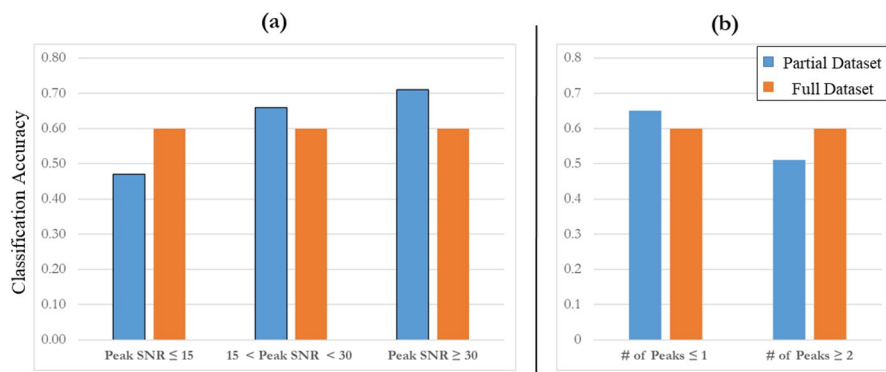 (a)
Classification Accuracy
0.80
0.70
0.60
0.50
0.40
0.30
0.20
0.10
0.00
Peak SNR ≤ 15
15 < Peak SNR < 30
Peak SNR ≥ 30
(b)
Partial Dataset
Full Dataset
0.8
0.7
0.6
0.5
0.4
0.3
0.2
0.1
0
# of Peaks ≤ 1
# of Peaks ≥ 2